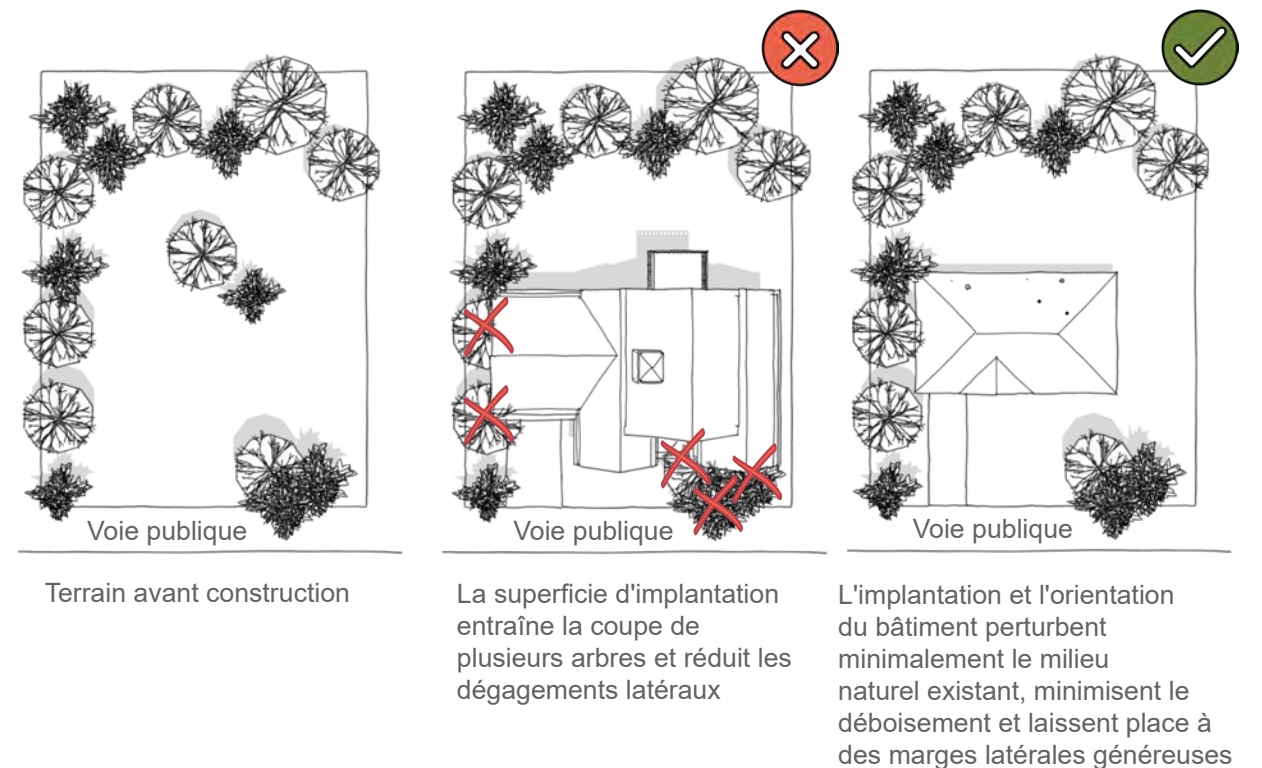 Voie publique
Terrain avant construction
Voie publique
La superficie d'implantation
entraîne la coupe de
plusieurs arbres et réduit les
dégagements latéraux
Voie publique
L'implantation et l'orientation
du bâtiment perturbent
minimalement le milieu
naturel existant, minimisent le
déboisement et laissent place à
des marges latérales généreuses